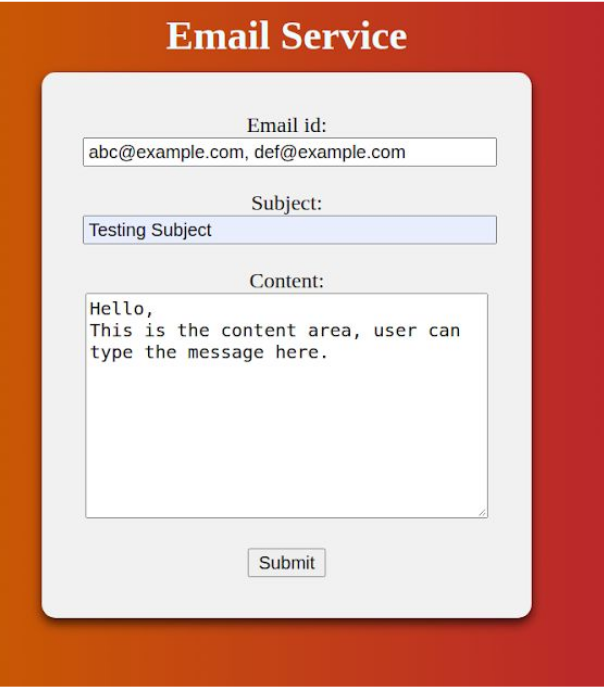 Email Service
Email id:
abc@example.com, def@example.com
Subject:
Testing Subject
Content:
Hello,
This is the content area, user can
type the message here.
Submit